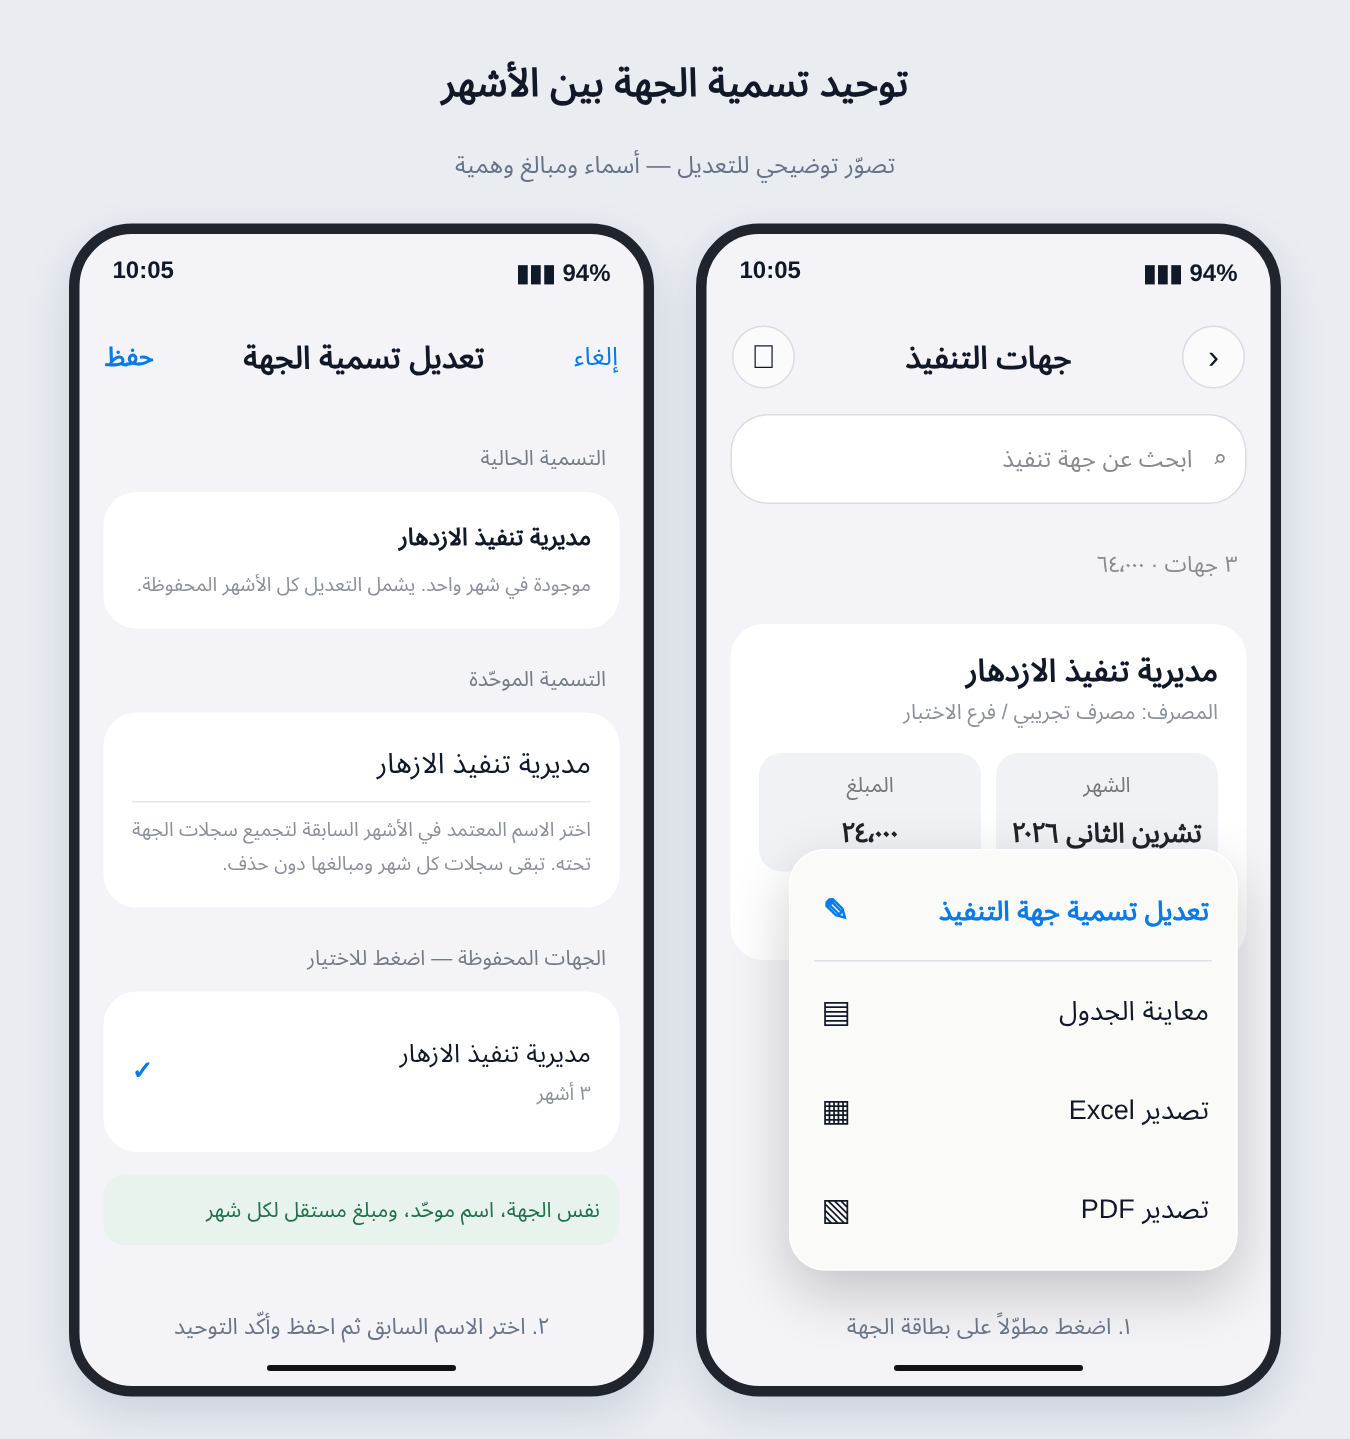 توحيد تسمية الجهة بين الأشهر
تصوّر توضيحي للتعديل — أسماء ومبالغ وهمية
10:05
94%
جهات التنفيذ
ابحث عن جهة تنفيذ
٣ جهات · ٦٤،٠٠٠
مديرية تنفيذ الازدهار
المصرف: مصرف تجريبي / فرع الاختبار
الشهر
المبلغ
تشرين الثاني ٢٠٢٦
٢٤،٠٠٠
تعديل تسمية جهة التنفيذ
معاينة الجدول
تصدير Excel
تصدير PDF
١. اضغط مطوّلاً على بطاقة الجهة
10:05
94%
إلغاء
تعديل تسمية الجهة
حفظ
التسمية الحالية
مديرية تنفيذ الازدهار
موجودة في شهر واحد. يشمل التعديل كل الأشهر المحفوظة.
التسمية الموحّدة
مديرية تنفيذ الازهار
اختر الاسم المعتمد في الأشهر السابقة لتجميع سجلات الجهة
تحته. تبقى سجلات كل شهر ومبالغها دون حذف.
الجهات المحفوظة — اضغط للاختيار
مديرية تنفيذ الازهار
٣ أشهر
نفس الجهة، اسم موحّد، ومبلغ مستقل لكل شهر
٢. اختر الاسم السابق ثم احفظ وأكّد التوحيد